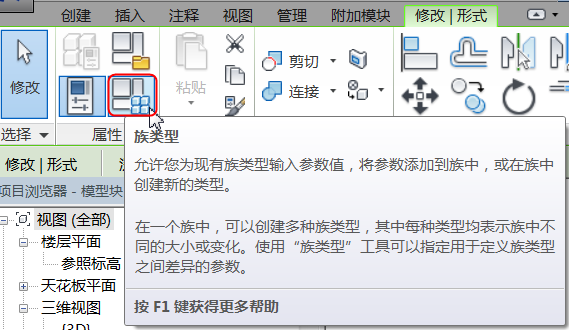 创建 插入 注释 视图 管理 附加模块 修改 | 形式
修改 粘贴 剪切
连接
选择 属性
修改 | 形式
项目浏览器 - 模型块
视图 (全部)
楼层平面
参照标高
天花板平面
三维视图
族类型
允许您为现有族类型输入参数值，将参数添加到族中，或在族中
创建新的类型。
在一个族中，可以创建多种族类型，其中每种类型均表示族中不
同的大小或变化。使用“族类型”工具可以指定用于定义族类型
之间差异的参数。
按 F1 键获得更多帮助